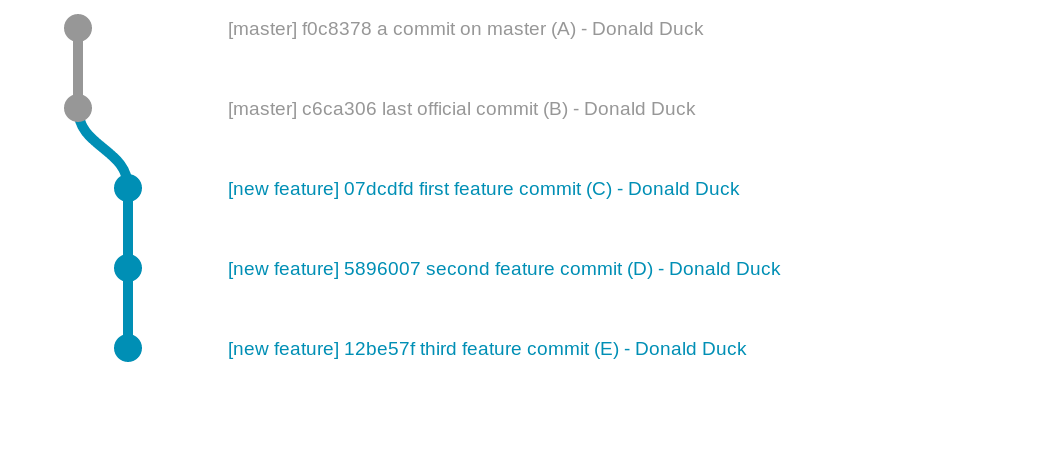 [master] f0c8378 a commit on master (A) - Donald Duck
[master] c6ca306 last official commit (B) - Donald Duck
[new feature] 07dcdfd first feature commit (C) - Donald Duck
[new feature] 5896007 second feature commit (D) - Donald Duck
[new feature] 12be57f third feature commit (E) - Donald Duck